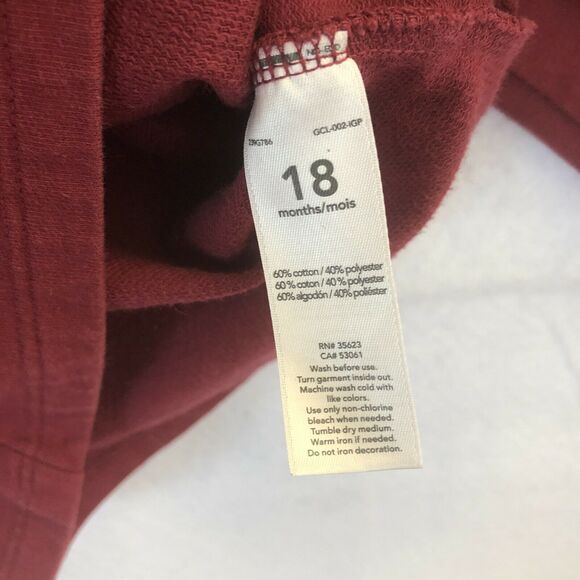 GCL-002-IGP
18
months/mois
60% cotton / 40% polyester
60% coton / 40 % polyester
60% algodón / 40% poliéster
RN# 35623
CA# 53061
Wash before use.
Turn garment inside out.
Machine wash cold with
like colors.
Use only non-chlorine
bleach when needed.
Tumble dry medium.
Warm iron if needed.
Do not iron decoration.